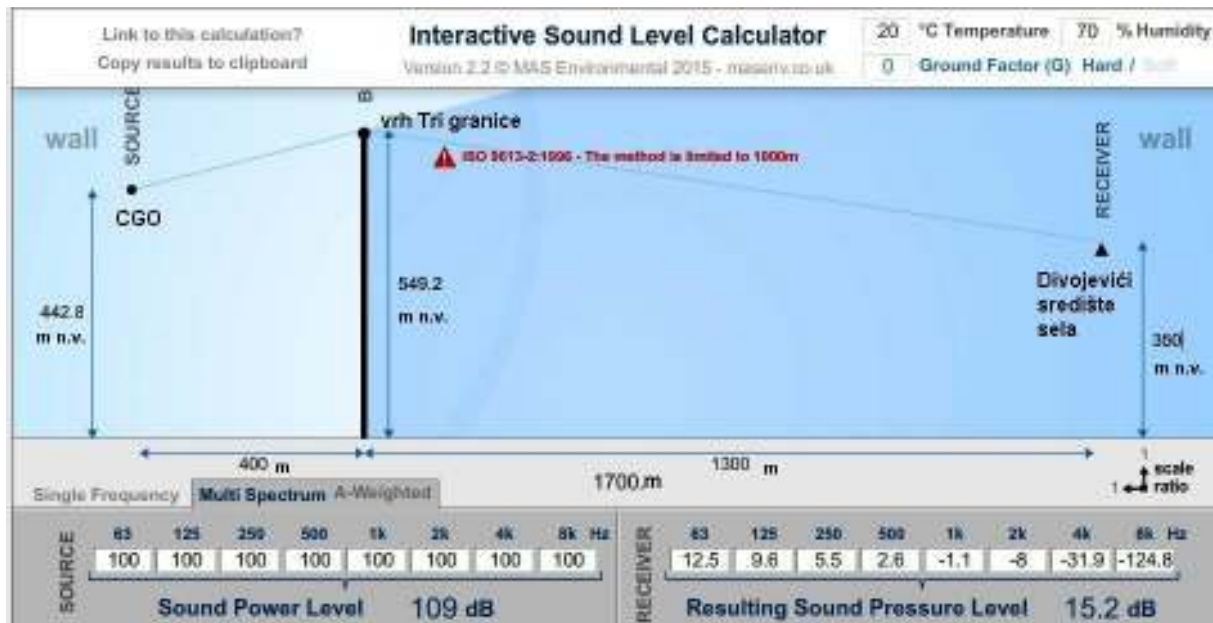 Link to this calculation?
Copy results to clipboard
Interactive Sound Level Calculator
Version 2.2 © MAS Environmental 2015 - masenv.co.uk
20 °C Temperature 70 % Humidity
0 Ground Factor (G) Hard / Soft
wall
SOURCE
B
vrh Tri granice
ISO 9613-2:1996 - The method is limited to 1000m
RECEIVER
wall
CGO
442.8
m n.v.
549.2
m n.v.
Divojevići
središte
sela
350
m n.v.
400 m
1300 m
1700.m
1
1
scale
ratio
Single Frequency Multi Spectrum A-Weighted
SOURCE
63 125 250 500 1k 2k 4k 8k Hz
100 100 100 100 100 100 100 100
Sound Power Level 109 dB
RECEIVER
63 125 250 500 1k 2k 4k 8k Hz
12.5 9.6 5.5 2.6 -1.1 -8 -31.9 -124.8
Resulting Sound Pressure Level 15.2 dB